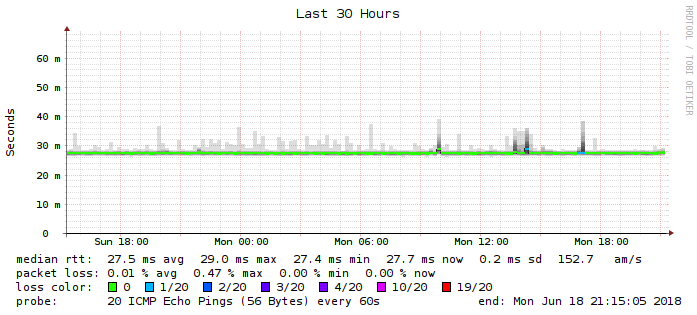 Last 30 Hours
RRDTOOL / TOBI OETIKER
Seconds
60 m
50 m
40 m
30 m
20 m
10 m
0
Sun 18:00 Mon 00:00 Mon 06:00 Mon 12:00 Mon 18:00
median rtt: 27.5 ms avg 29.0 ms max 27.4 ms min 27.7 ms now 0.2 ms sd 152.7 am/s
packet loss: 0.01 % avg 0.47 % max 0.00 % min 0.00 % now
loss color: 0 1/20 2/20 3/20 4/20 10/20 19/20
probe: 20 ICMP Echo Pings (56 Bytes) every 60s end: Mon Jun 18 21:15:05 2018